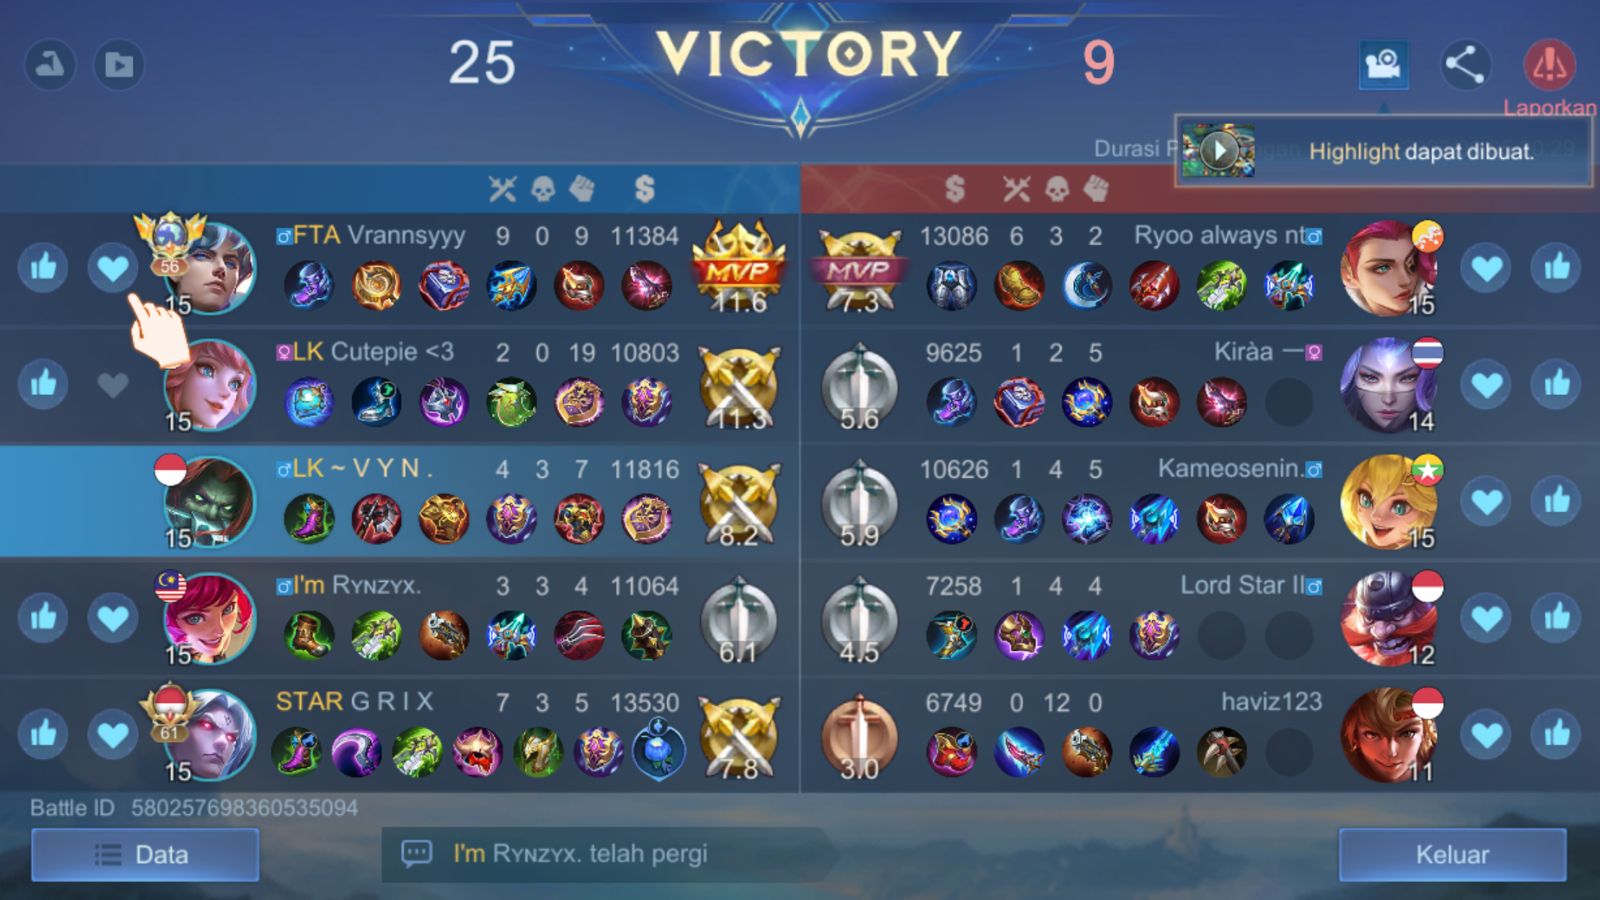 25 VICTORY 9
Laporkan
Durasi
Highlight dapat dibuat.
56 15 FTA Vrannsyyy 9 0 9 11384 MVP 11.6
MVP 7.3 13086 6 3 2 Ryoo always nt 15
15 LK Cutepie <3 2 0 19 10803 11.3
5.6 9625 1 2 5 Kiràa — 14
15 LK ~ V Y N . 4 3 7 11816 8.2
5.9 10626 1 4 5 Kameosenin. 15
15 I'm Rʏɴᴢʏx. 3 3 4 11064 6.1
4.5 7258 1 4 4 Lord Star II 12
61 15 STAR G R I X 7 3 5 13530 7.8
3.0 6749 0 12 0 haviz123 11
Battle ID 580257698360535094
Data
I'm Rʏɴᴢʏx. telah pergi
Keluar